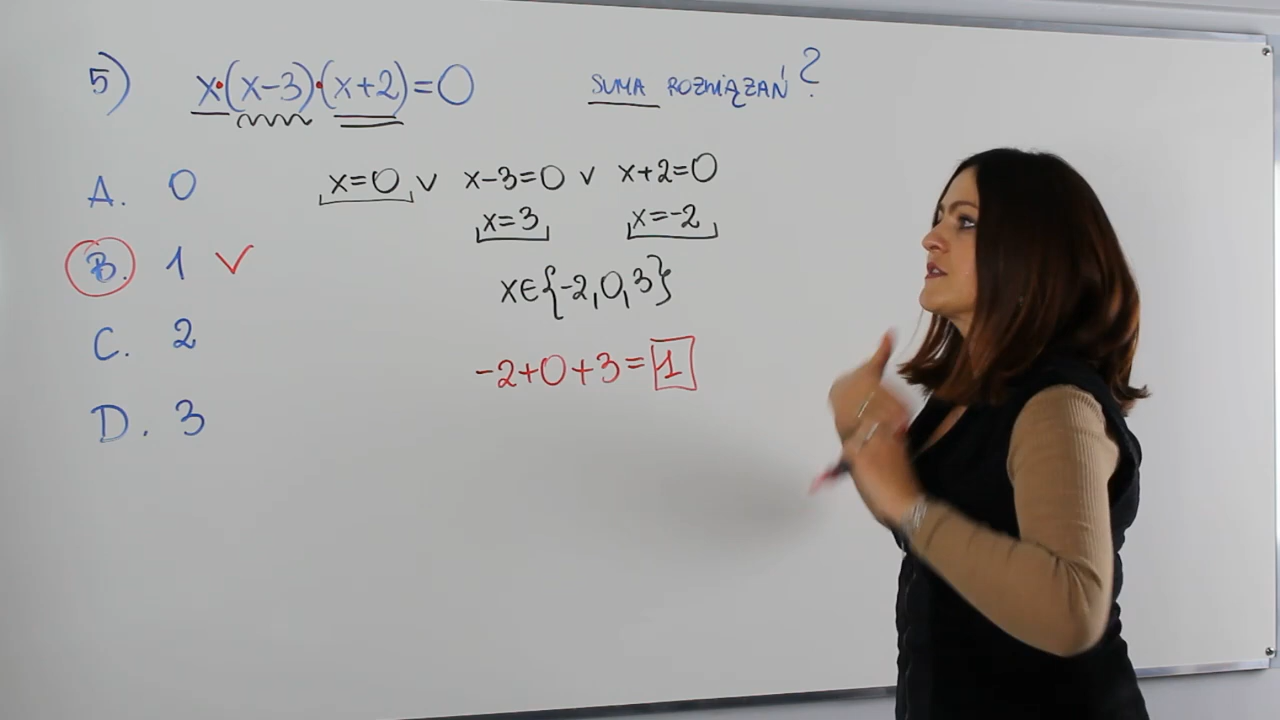 5) x·(x-3)·(x+2)=0 SUMA ROZWIĄZAŃ?
A. 0
B. 1 ✓
C. 2
D. 3
x=0 ∨ x-3=0 ∨ x+2=0
x=3 x=-2
x∈{-2,0,3}
-2+0+3=1